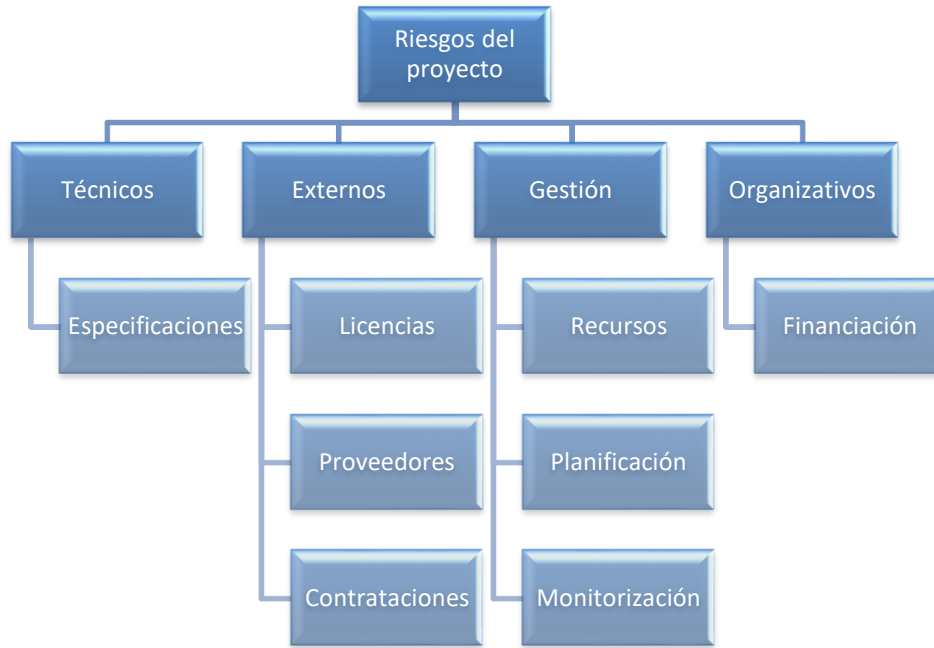 Riesgos del
proyecto
Técnicos
Externos
Gestión
Organizativos
Especificaciones
Licencias
Recursos
Financiación
Proveedores
Planificación
Contrataciones
Monitorización